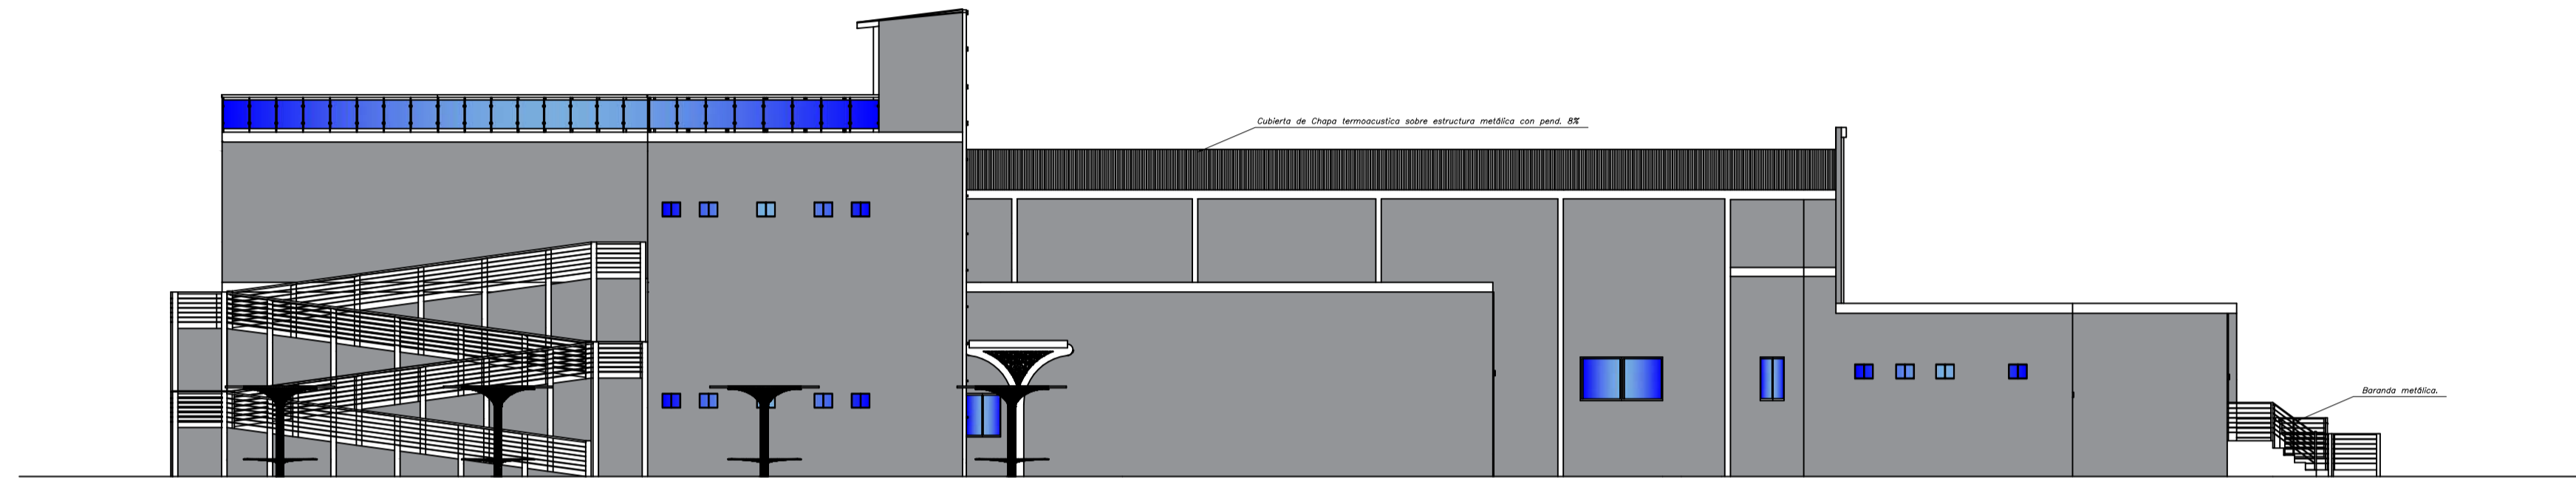 Cubierta de Chapa termoacustica sobre estructura metálica con pend. 8%
Baranda metálica.